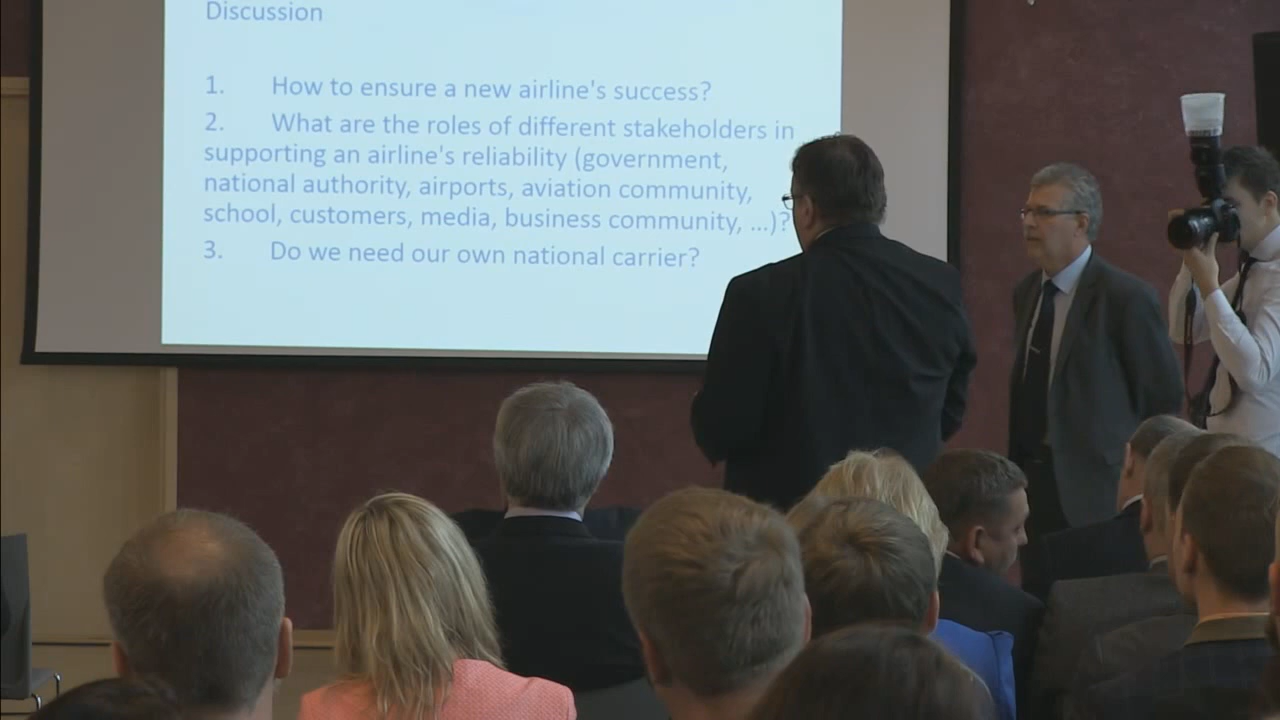 Discussion
1. How to ensure a new airline's success?
2. What are the roles of different stakeholders in
supporting an airline's reliability (government,
national authority, airports, aviation community,
school, customers, media, business community, ...)?
3. Do we need our own national carrier?